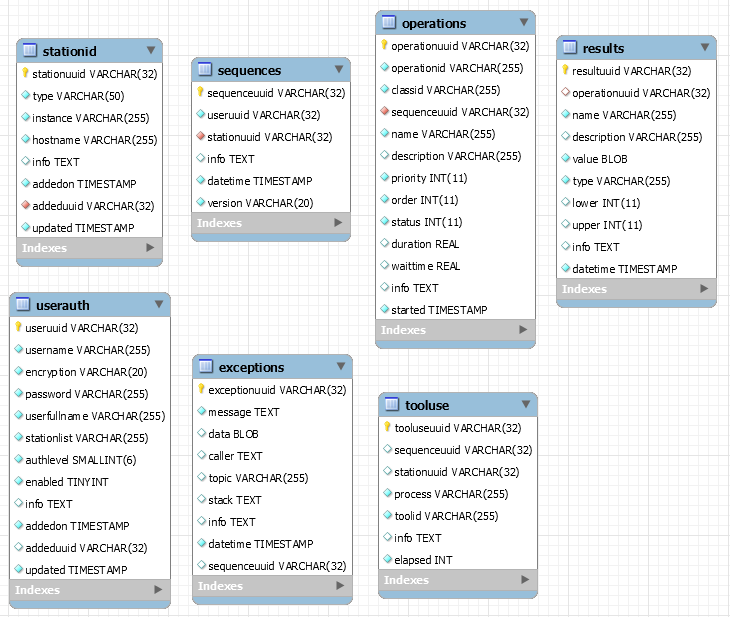 stationid
stationuuid VARCHAR(32)
type VARCHAR(50)
instance VARCHAR(255)
hostname VARCHAR(255)
info TEXT
addedon TIMESTAMP
addeduuid VARCHAR(32)
updated TIMESTAMP
Indexes
sequences
sequenceuuid VARCHAR(32)
useruuid VARCHAR(32)
stationuuid VARCHAR(32)
info TEXT
datetime TIMESTAMP
version VARCHAR(20)
Indexes
operations
operationuuid VARCHAR(32)
operationid VARCHAR(255)
classid VARCHAR(255)
sequenceuuid VARCHAR(32)
name VARCHAR(255)
description VARCHAR(255)
priority INT(11)
order INT(11)
status INT(11)
duration REAL
waittime REAL
info TEXT
started TIMESTAMP
Indexes
results
resultuuid VARCHAR(32)
operationuuid VARCHAR(32)
name VARCHAR(255)
description VARCHAR(255)
value BLOB
type VARCHAR(255)
lower INT(11)
upper INT(11)
info TEXT
datetime TIMESTAMP
Indexes
userauth
useruuid VARCHAR(32)
username VARCHAR(255)
encryption VARCHAR(20)
password VARCHAR(255)
userfullname VARCHAR(255)
stationlist VARCHAR(255)
authlevel SMALLINT(6)
enabled TINYINT
info TEXT
addedon TIMESTAMP
addeduuid VARCHAR(32)
updated TIMESTAMP
Indexes
exceptions
exceptionuuid VARCHAR(32)
message TEXT
data BLOB
caller TEXT
topic VARCHAR(255)
stack TEXT
info TEXT
datetime TIMESTAMP
sequenceuuid VARCHAR(32)
Indexes
tooluse
tooluseuuid VARCHAR(32)
sequenceuuid VARCHAR(32)
stationuuid VARCHAR(32)
process VARCHAR(255)
toolid VARCHAR(255)
info TEXT
elapsed INT
Indexes